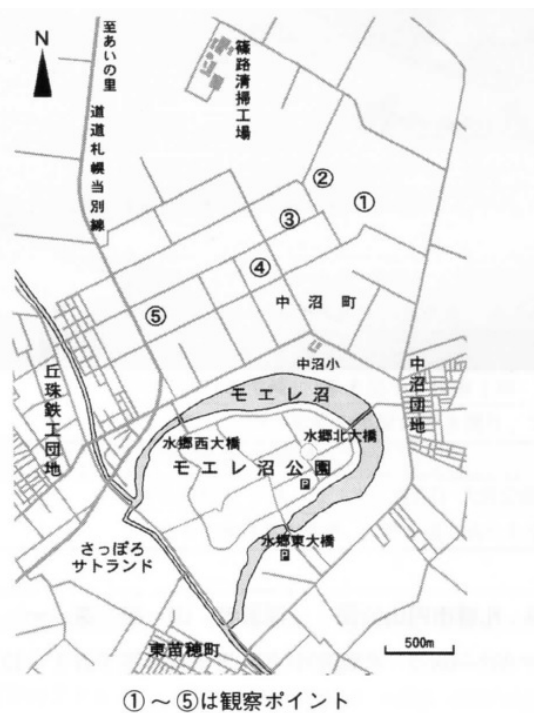 N
至あいの里
道道札幌当別線
篠路清掃工場
②
①
③
④
⑤
中沼町
中沼小
中沼団地
丘珠鉄工団地
モエレ沼
水郷西大橋
水郷北大橋
モエレ沼公園
P
水郷東大橋
P
さっぽろ
サトランド
東苗穂町
500m
①～⑤は観察ポイント